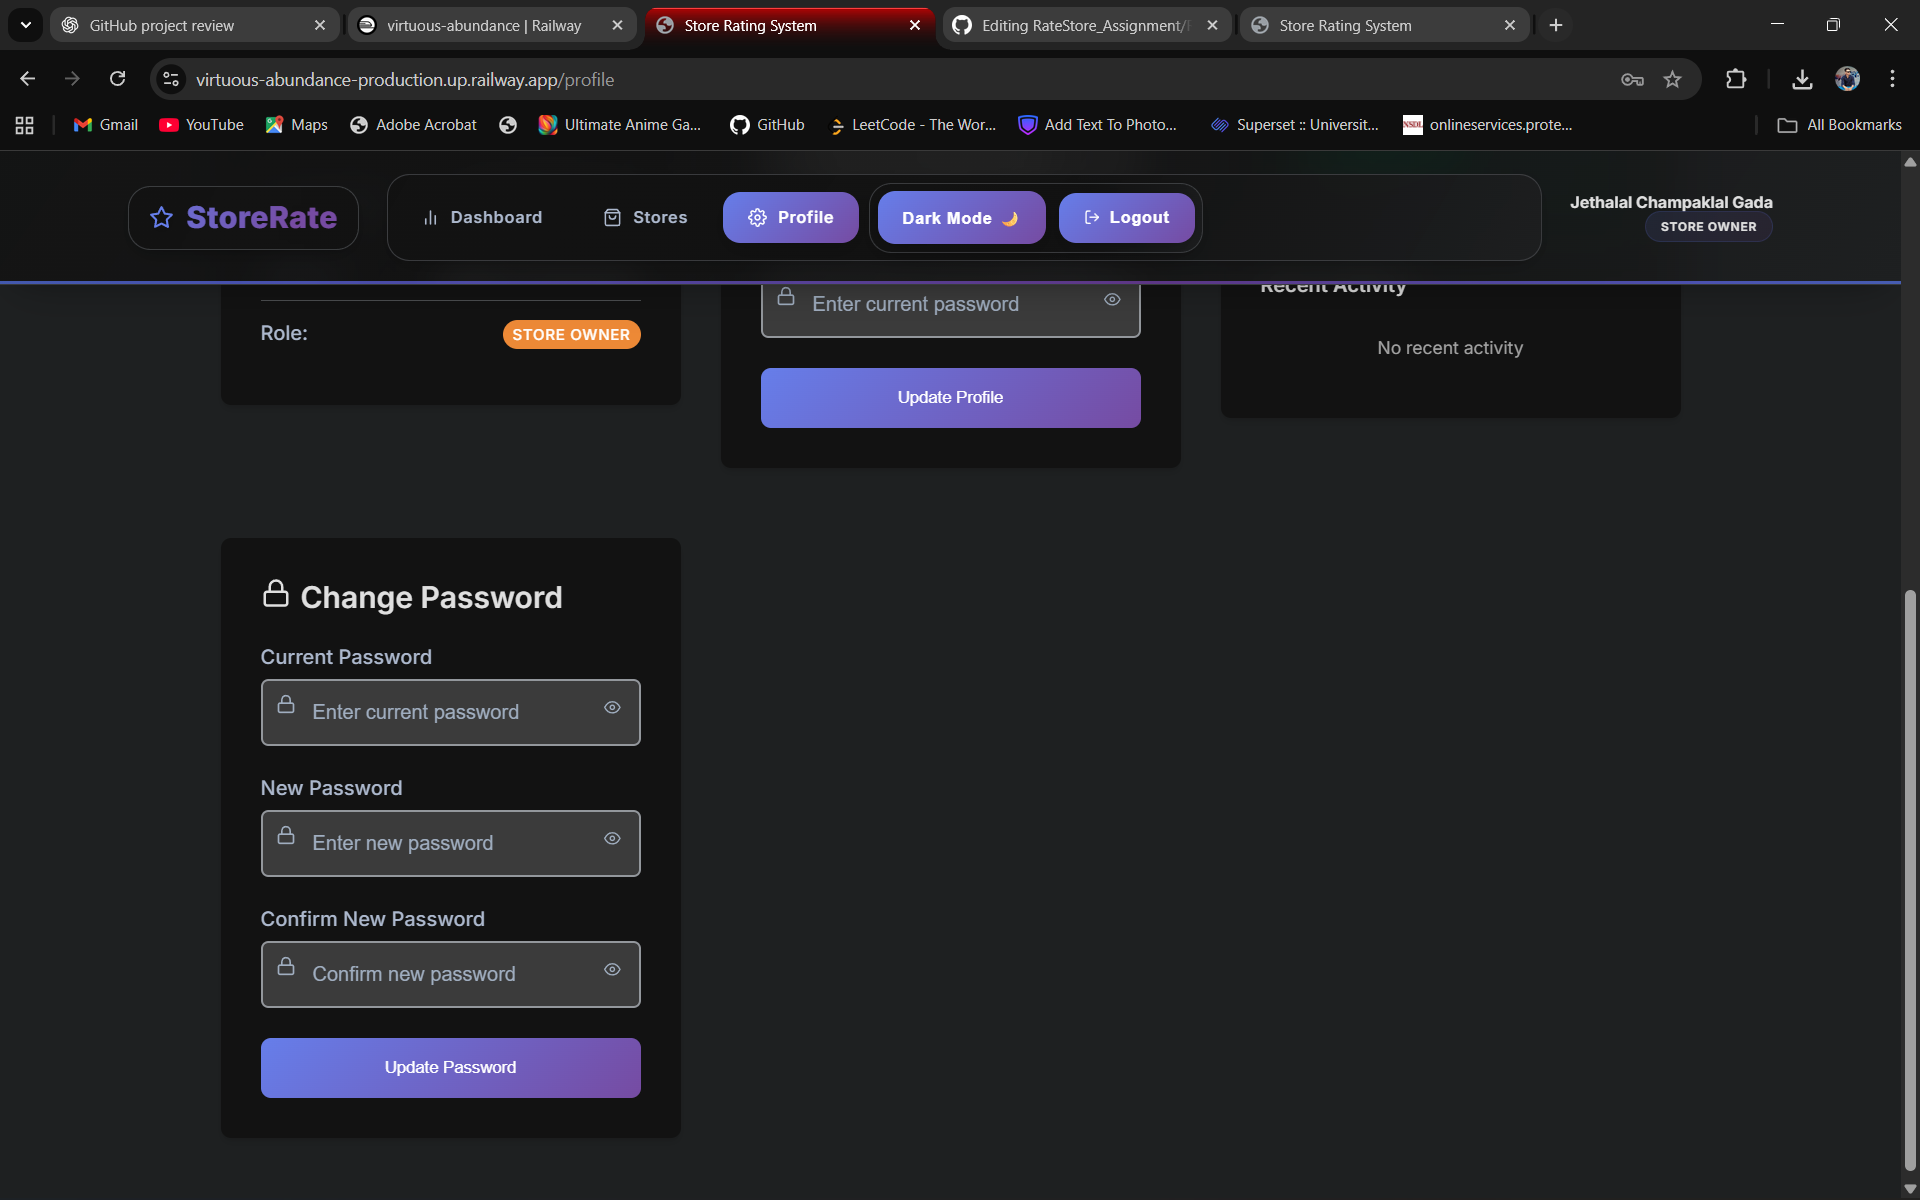 GitHub project review
virtuous-abundance | Railway
Store Rating System
Editing RateStore_Assignment/
Store Rating System
virtuous-abundance-production.up.railway.app/profile
Gmail
YouTube
Maps
Adobe Acrobat
Ultimate Anime Ga...
GitHub
LeetCode - The Wor...
Add Text To Photo...
Superset :: Universit...
NSDL
onlineservices.prote...
All Bookmarks
StoreRate
Dashboard
Stores
Profile
Dark Mode
Logout
Jethalal Champaklal Gada
STORE OWNER
Role:
STORE OWNER
Enter current password
Update Profile
Recent Activity
No recent activity
Change Password
Current Password
Enter current password
New Password
Enter new password
Confirm New Password
Confirm new password
Update Password